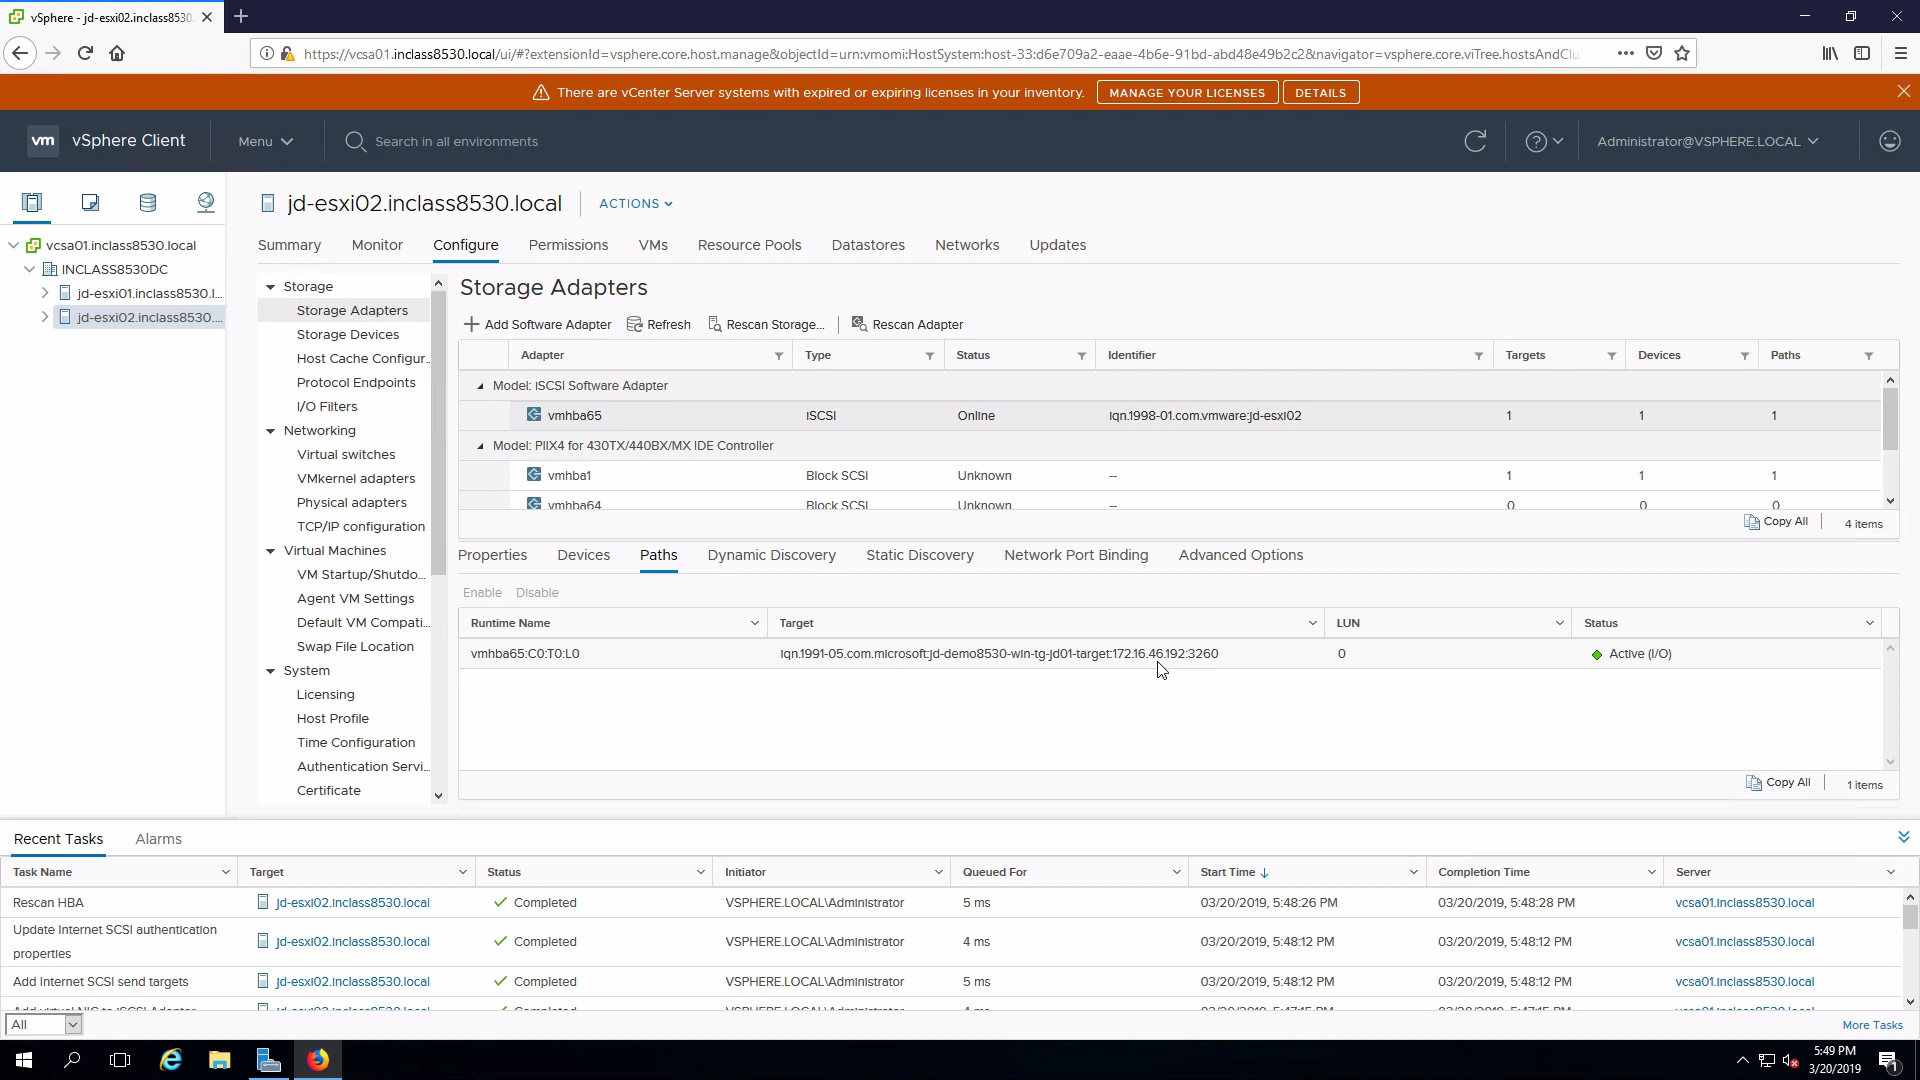 vSphere - jd-esxi02.inclass8530.
https://vcsa01.inclass8530.local/ui/#?extensionId=vsphere.core.host.manage&objectId=urn:vmomi:HostSystem:host-33:d6e709a2-eaae-4b6e-91bd-abd48e49b2c2&navigator=vsphere.core.viTree.hostsAndClu
There are vCenter Server systems with expired or expiring licenses in your inventory. MANAGE YOUR LICENSES DETAILS
vm vSphere Client Menu Search in all environments Administrator@VSPHERE.LOCAL
jd-esxi02.inclass8530.local ACTIONS
Summary Monitor Configure Permissions VMs Resource Pools Datastores Networks Updates
vcsa01.inclass8530.local
INCLASS8530DC
jd-esxi01.inclass8530.l...
jd-esxi02.inclass8530....
Storage
Storage Adapters
Storage Devices
Host Cache Configur...
Protocol Endpoints
I/O Filters
Networking
Virtual switches
VMkernel adapters
Physical adapters
TCP/IP configuration
Virtual Machines
VM Startup/Shutdo...
Agent VM Settings
Default VM Compati...
Swap File Location
System
Licensing
Host Profile
Time Configuration
Authentication Servi...
Certificate
Storage Adapters
Add Software Adapter Refresh Rescan Storage... Rescan Adapter
Adapter Type Status Identifier Targets Devices Paths
Model: iSCSI Software Adapter
vmhba65 iSCSI Online iqn.1998-01.com.vmware:jd-esxi02 1 1 1
Model: PIIX4 for 430TX/440BX/MX IDE Controller
vmhba1 Block SCSI Unknown -- 1 1 1
vmhba64 Block SCSI Unknown -- 0 0 0
Copy All 4 items
Properties Devices Paths Dynamic Discovery Static Discovery Network Port Binding Advanced Options
Enable Disable
Runtime Name Target LUN Status
vmhba65:C0:T0:L0 iqn.1991-05.com.microsoft:jd-demo8530-win-tg-jd01-target:172.16.46.192:3260 0 Active (I/O)
Copy All 1 items
Recent Tasks Alarms
Task Name Target Status Initiator Queued For Start Time Completion Time Server
Rescan HBA jd-esxi02.inclass8530.local Completed VSPHERE.LOCAL\Administrator 5 ms 03/20/2019, 5:48:26 PM 03/20/2019, 5:48:28 PM vcsa01.inclass8530.local
Update Internet SCSI authentication properties jd-esxi02.inclass8530.local Completed VSPHERE.LOCAL\Administrator 4 ms 03/20/2019, 5:48:12 PM 03/20/2019, 5:48:12 PM vcsa01.inclass8530.local
Add Internet SCSI send targets jd-esxi02.inclass8530.local Completed VSPHERE.LOCAL\Administrator 5 ms 03/20/2019, 5:48:12 PM 03/20/2019, 5:48:12 PM vcsa01.inclass8530.local
All More Tasks
5:49 PM
3/20/2019
1